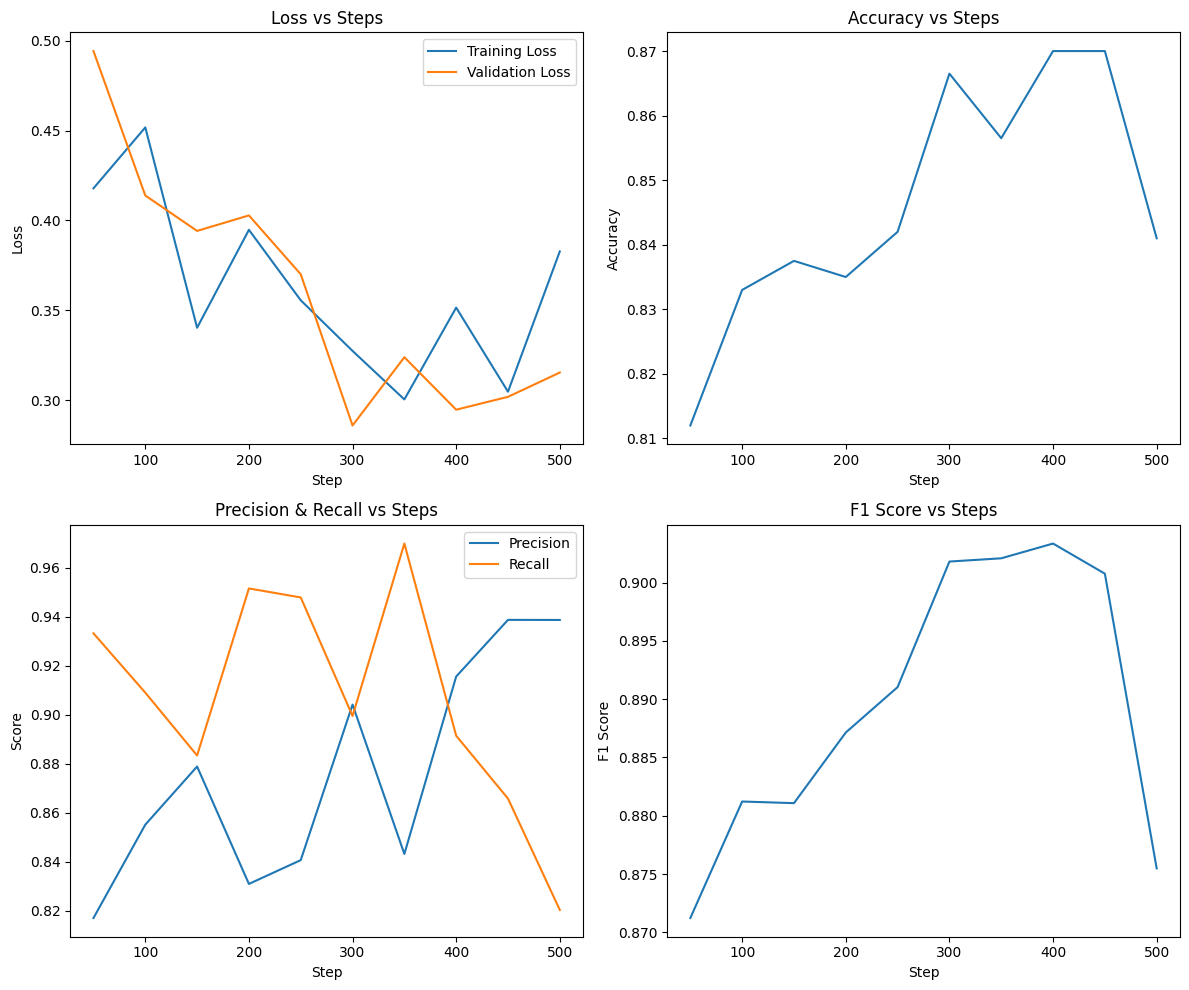 Loss vs Steps
Training Loss
Validation Loss
0.50
0.45
0.40
0.35
0.30
Loss
100
200
300
400
500
Step
Accuracy vs Steps
0.87
0.86
0.85
0.84
0.83
0.82
0.81
Accuracy
100
200
300
400
500
Step
Precision & Recall vs Steps
Precision
Recall
0.96
0.94
0.92
0.90
0.88
0.86
0.84
0.82
Score
100
200
300
400
500
Step
F1 Score vs Steps
0.900
0.895
0.890
0.885
0.880
0.875
0.870
F1 Score
100
200
300
400
500
Step